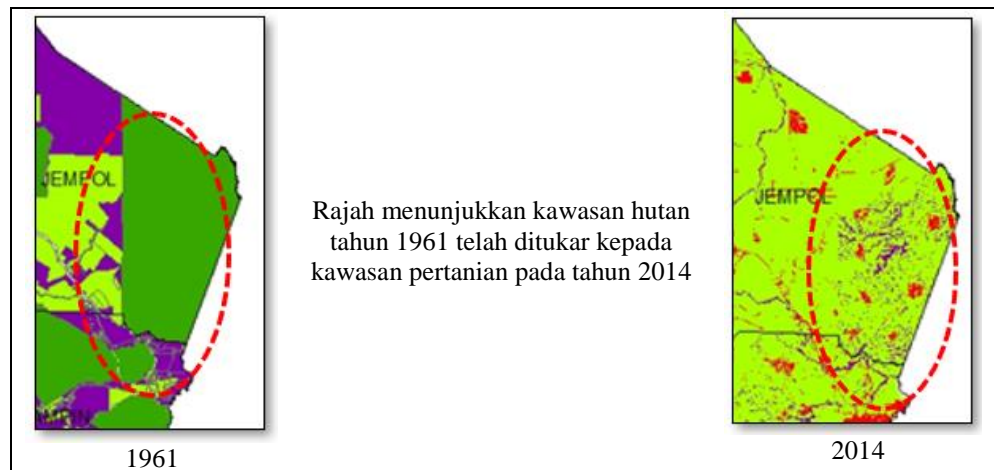 JEMPOL
1961
Rajah menunjukkan kawasan hutan
tahun 1961 telah ditukar kepada
kawasan pertanian pada tahun 2014
JEMPOL
2014